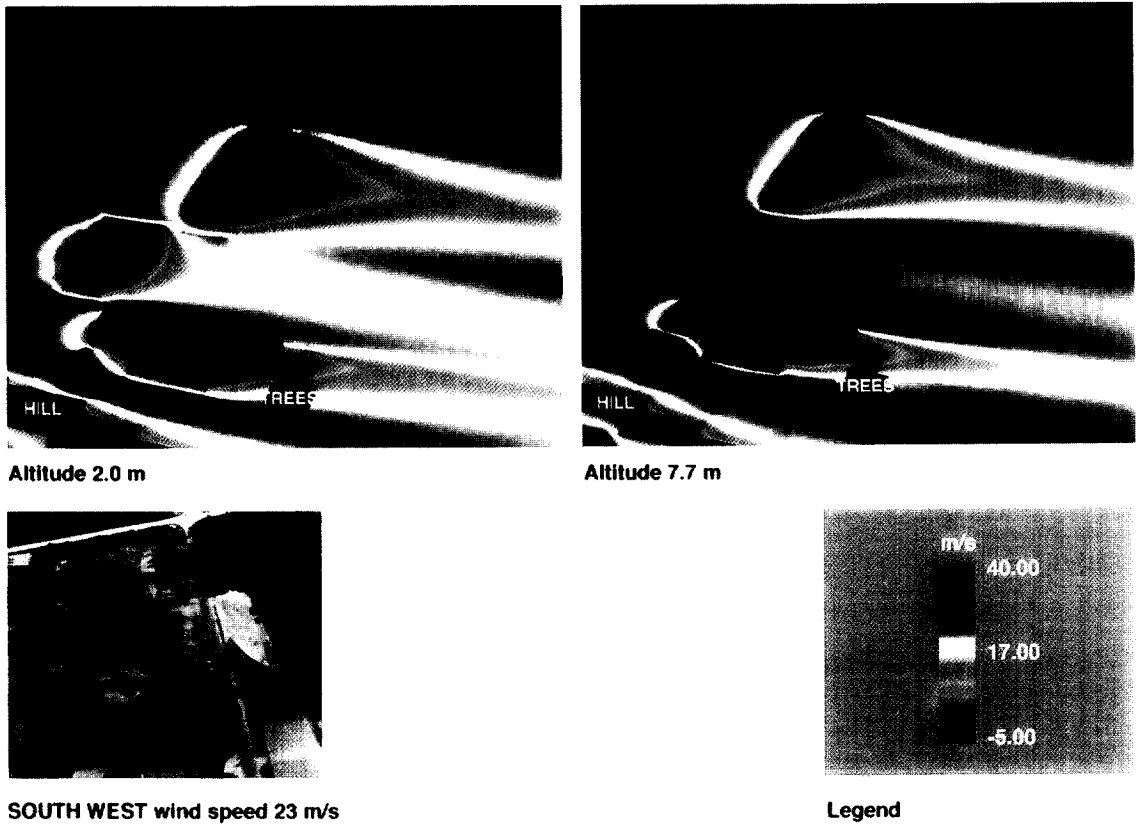 HILL
TREES
Altitude 2.0 m
HILL
TREES
Altitude 7.7 m
SOUTH WEST wind speed 23 m/s
m/s
40.00
17.00
-5.00
Legend